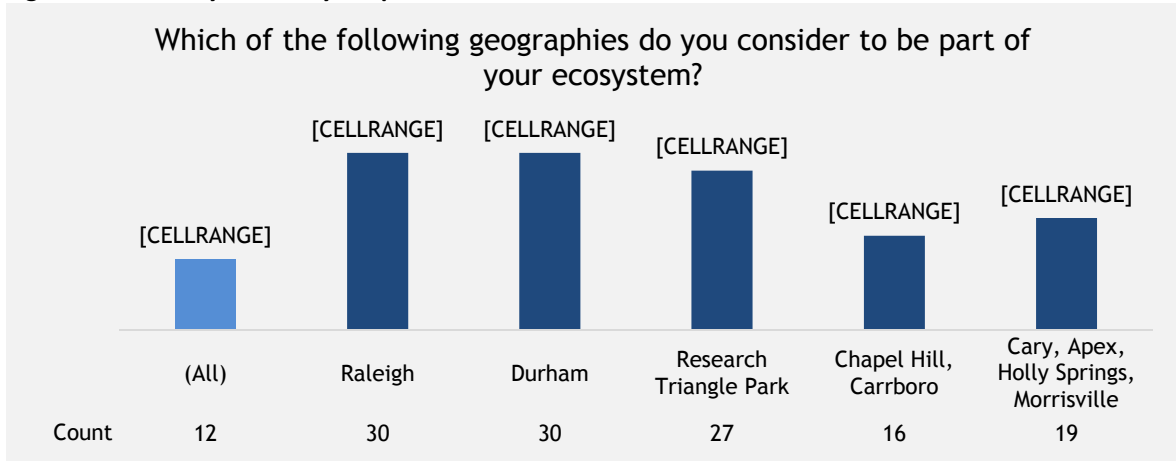 Which of the following geographies do you consider to be part of
your ecosystem?
[CELLRANGE]
[CELLRANGE]
[CELLRANGE]
[CELLRANGE]
[CELLRANGE]
[CELLRANGE]
(All)
Raleigh
Durham
Research
Triangle Park
Chapel Hill,
Carrboro
Cary, Apex,
Holly Springs,
Morrisville
Count 12 30 30 27 16 19